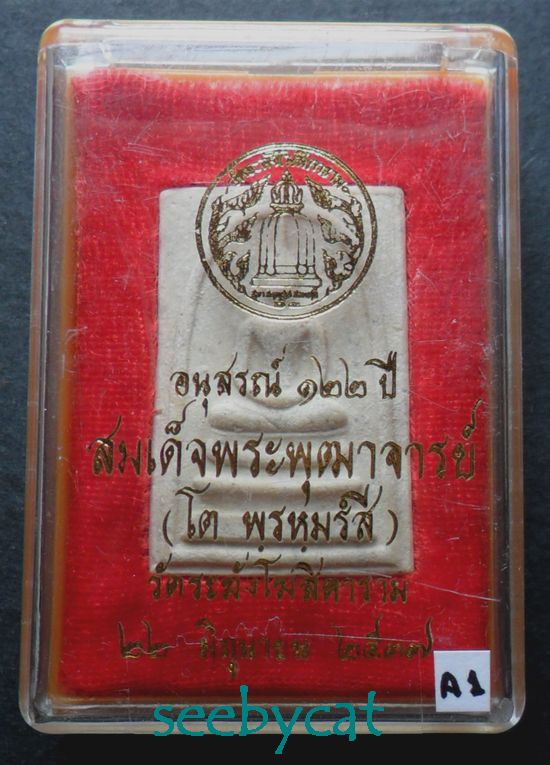 อนุสรณ์ ๑๒๒ ปี
สมเด็จพระพุฒาจารย์
(โต พฺรหฺมรํสี)
วัดระฆังโฆสิตาราม
๒๒ มิถุนายน ๒๕๓๗
A1
seebycat